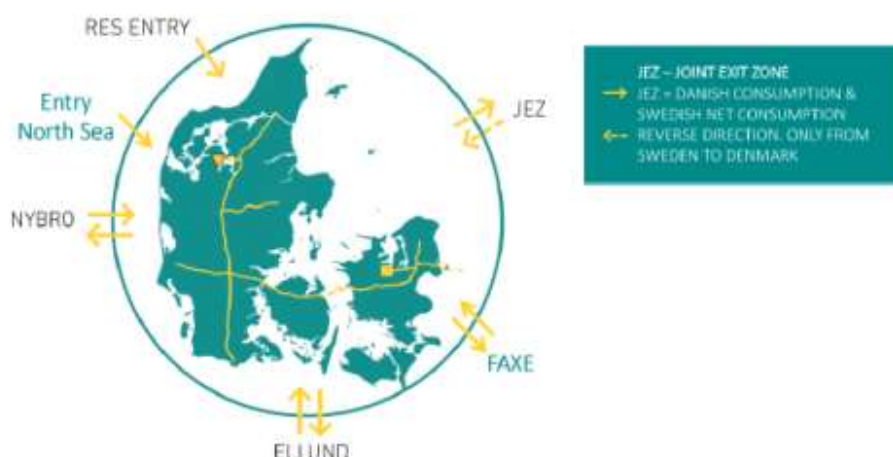 RES ENTRY
Entry
North Sea
NYBRO
JEZ
FAXE
ELLUND
JEZ – JOINT EXIT ZONE
JEZ = DANISH CONSUMPTION &
SWEDISH NET CONSUMPTION
REVERSE DIRECTION. ONLY FROM
SWEDEN TO DENMARK